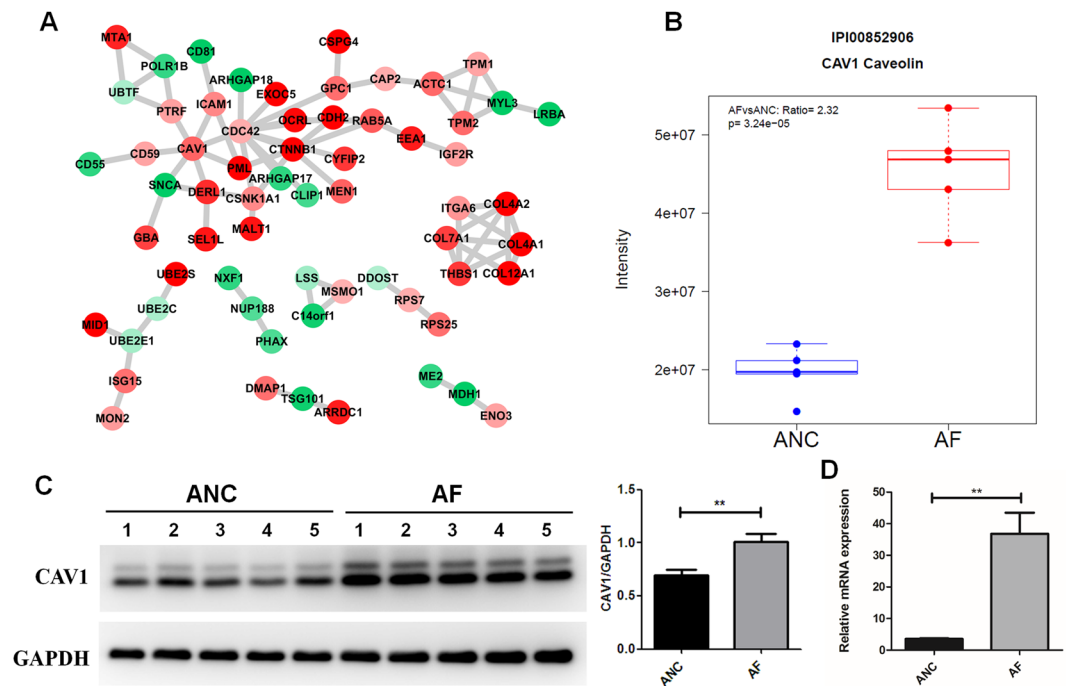 A
MTA1
CD81
CSPG4
POLR1B
ARHGAP18
TPM1
UBTF
EXOC5
GPC1
CAP2
ACTC1
PTRF
ICAM1
MYL3
LRBA
CDC42
OCRL
CDH2
RAB5A
TPM2
CD59
CAV1
CTNNB1
EEA1
IGF2R
CD55
PML
CYFIP2
SNCA
DERL1
ARHGAP17
CSNK1A1
CLIP1
MEN1
ITGA6
COL4A2
GBA
SEL1L
MALT1
COL7A1
COL4A1
THBS1
COL12A1
UBE2S
NXF1
LSS
DDOST
MSMO1
RPS7
UBE2C
NUP188
C14orf1
RPS25
MID1
UBE2E1
PHAX
ISG15
DMAP1
ME2
TSG101
MDH1
MON2
ARRDC1
ENO3
B
IPI00852906
CAV1 Caveolin
AFvsANC: Ratio= 2.32
p= 3.24e−05
Intensity
5e+07
4e+07
3e+07
2e+07
ANC AF
C
ANC AF
1 2 3 4 5 1 2 3 4 5
CAV1
GAPDH
CAV1/GAPDH
1.5
1.0
0.5
0.0
**
ANC AF
D
Relative mRNA expression
50
40
30
20
10
0
**
ANC AF